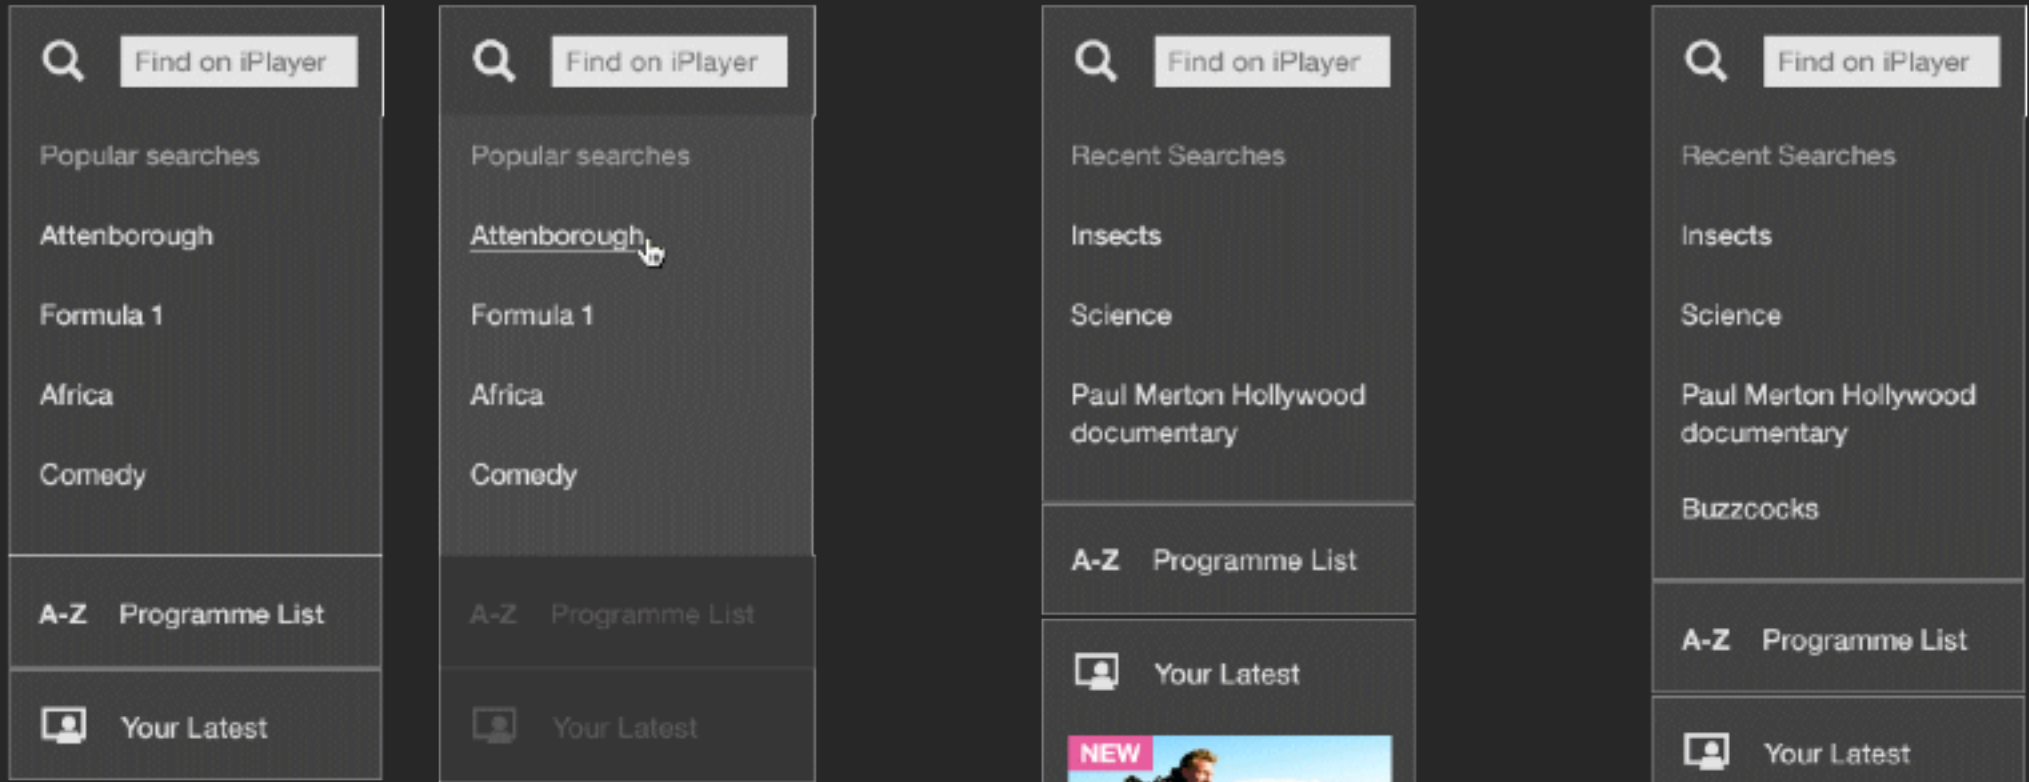 Find on iPlayer
Popular searches
Attenborough
Formula 1
Africa
Comedy
A-Z Programme List
Your Latest
Find on iPlayer
Popular searches
Attenborough
Formula 1
Africa
Comedy
A-Z Programme List
Your Latest
Find on iPlayer
Recent Searches
Insects
Science
Paul Merton Hollywood
documentary
A-Z Programme List
Your Latest
NEW
Find on iPlayer
Recent Searches
Insects
Science
Paul Merton Hollywood
documentary
Buzzcocks
A-Z Programme List
Your Latest